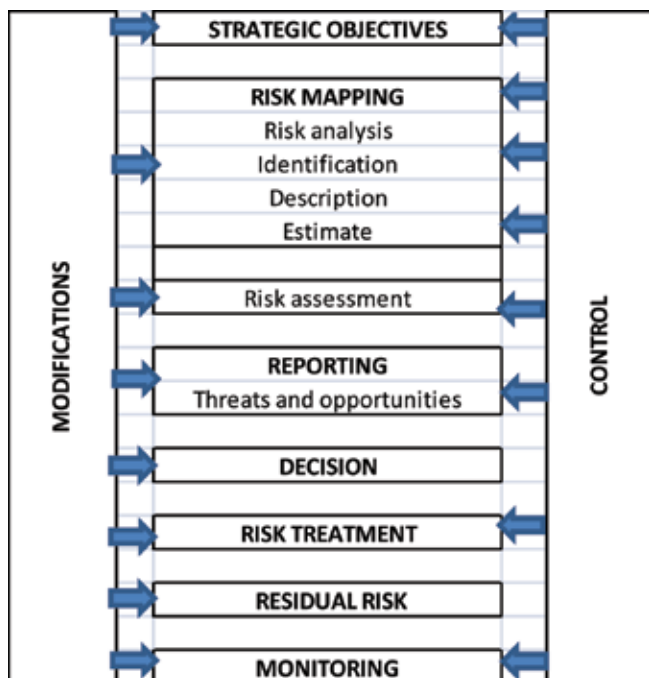 STRATEGIC OBJECTIVES
RISK MAPPING
Risk analysis
Identification
Description
Estimate
Risk assessment
REPORTING
Threats and opportunities
DECISION
RISK TREATMENT
RESIDUAL RISK
MONITORING
MODIFICATIONS
CONTROL